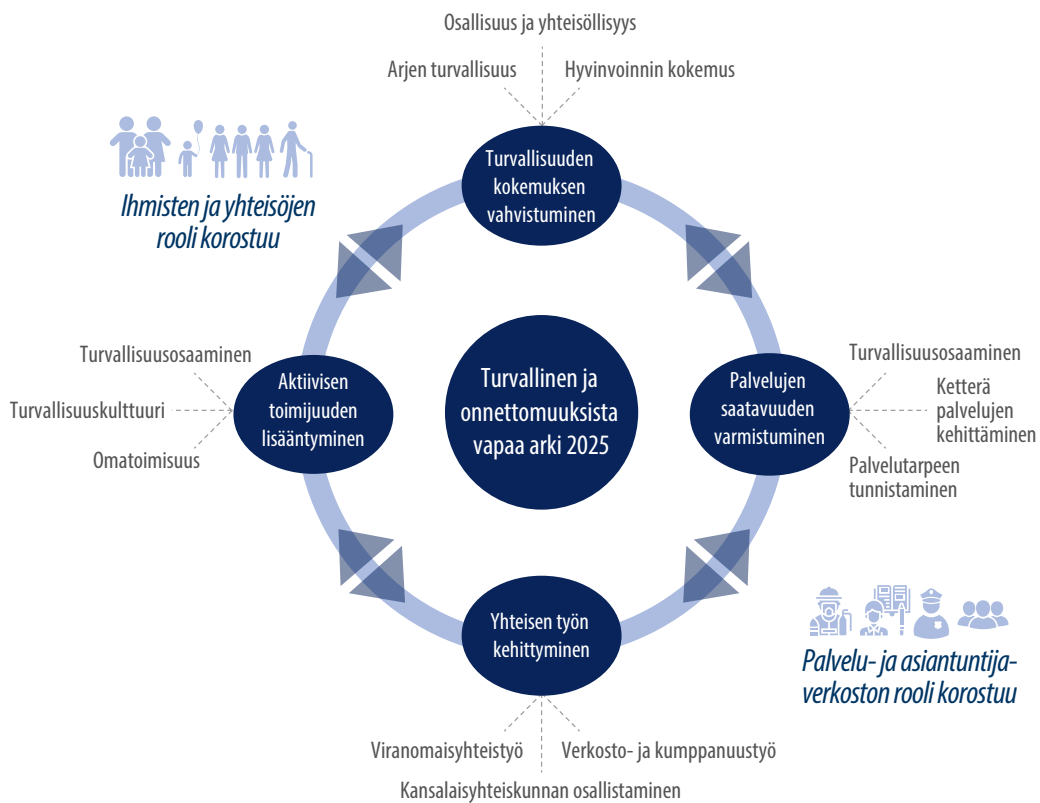 Osallisuus ja yhteisöllisyys
Arjen turvallisuus
Hyvinvoinnin kokemus
Turvallisuuden
kokemuksen
vahvistuminen
Ihmisten ja yhteisöjen
rooli korostuu
Turvallisuusosaaminen
Turvallisuuskulttuuri
Omatoimisuus
Aktiivisen
toimijuuden
lisääntyminen
Turvallinen ja
onnettomuuksista
vapaa arki 2025
Palvelujen
saatavuuden
varmistuminen
Turvallisuusosaaminen
Ketterä
palvelujen
kehittäminen
Palvelutarpeen
tunnistaminen
Yhteisen työn
kehittyminen
Palvelu- ja asiantuntija-
verkoston rooli korostuu
Viranomaisyhteistyö
Verkosto- ja kumppanuustyö
Kansalaisyhteiskunnan osallistaminen